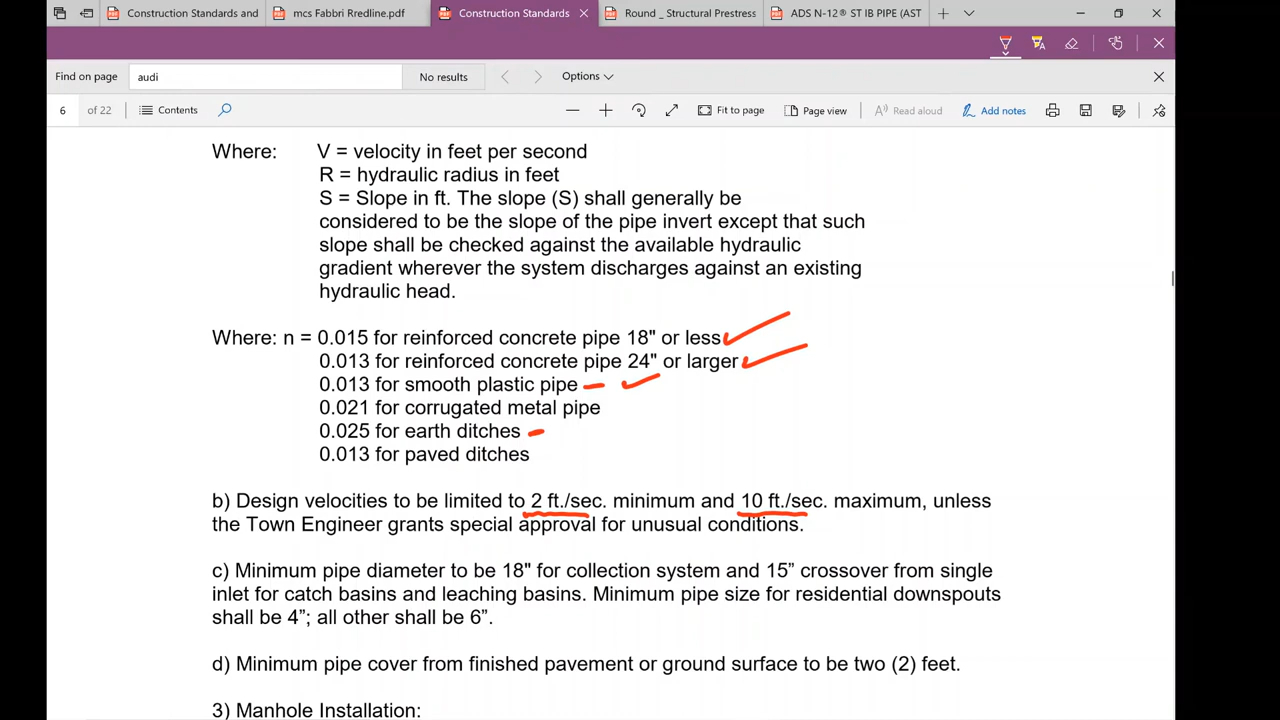 Construction Standards and
mcs Fabbri Rredline.pdf
Construction Standards
Round _ Structural Prestress
ADS N-12® ST IB PIPE (AST
Find on page
audi
No results
Options
6 of 22
Contents
Fit to page
Page view
Read aloud
Add notes
Where: V = velocity in feet per second
R = hydraulic radius in feet
S = Slope in ft. The slope (S) shall generally be
considered to be the slope of the pipe invert except that such
slope shall be checked against the available hydraulic
gradient wherever the system discharges against an existing
hydraulic head.
Where: n = 0.015 for reinforced concrete pipe 18" or less
0.013 for reinforced concrete pipe 24" or larger
0.013 for smooth plastic pipe
0.021 for corrugated metal pipe
0.025 for earth ditches
0.013 for paved ditches
b) Design velocities to be limited to 2 ft./sec. minimum and 10 ft./sec. maximum, unless
the Town Engineer grants special approval for unusual conditions.
c) Minimum pipe diameter to be 18" for collection system and 15” crossover from single
inlet for catch basins and leaching basins. Minimum pipe size for residential downspouts
shall be 4”; all other shall be 6”.
d) Minimum pipe cover from finished pavement or ground surface to be two (2) feet.
3) Manhole Installation: